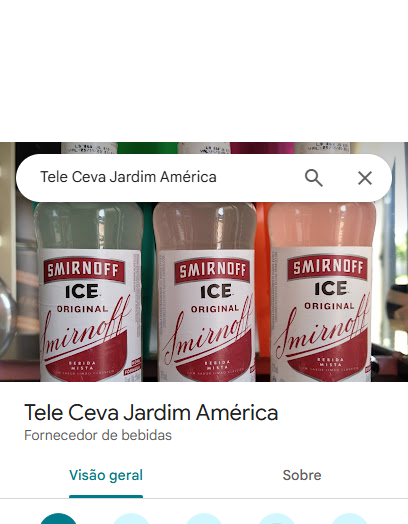 Tele Ceva Jardim América
SMIRNOFF
ICE
ORIGINAL
Smirnoff
BEBIDA
MISTA
SMIRNOFF
ICE
ORIGINAL
Smirnoff
BEBIDA
MISTA
SMIRNOFF
ICE
ORIGINAL
Smirnoff
BEBIDA
MISTA
Tele Ceva Jardim América
Fornecedor de bebidas
Visão geral
Sobre